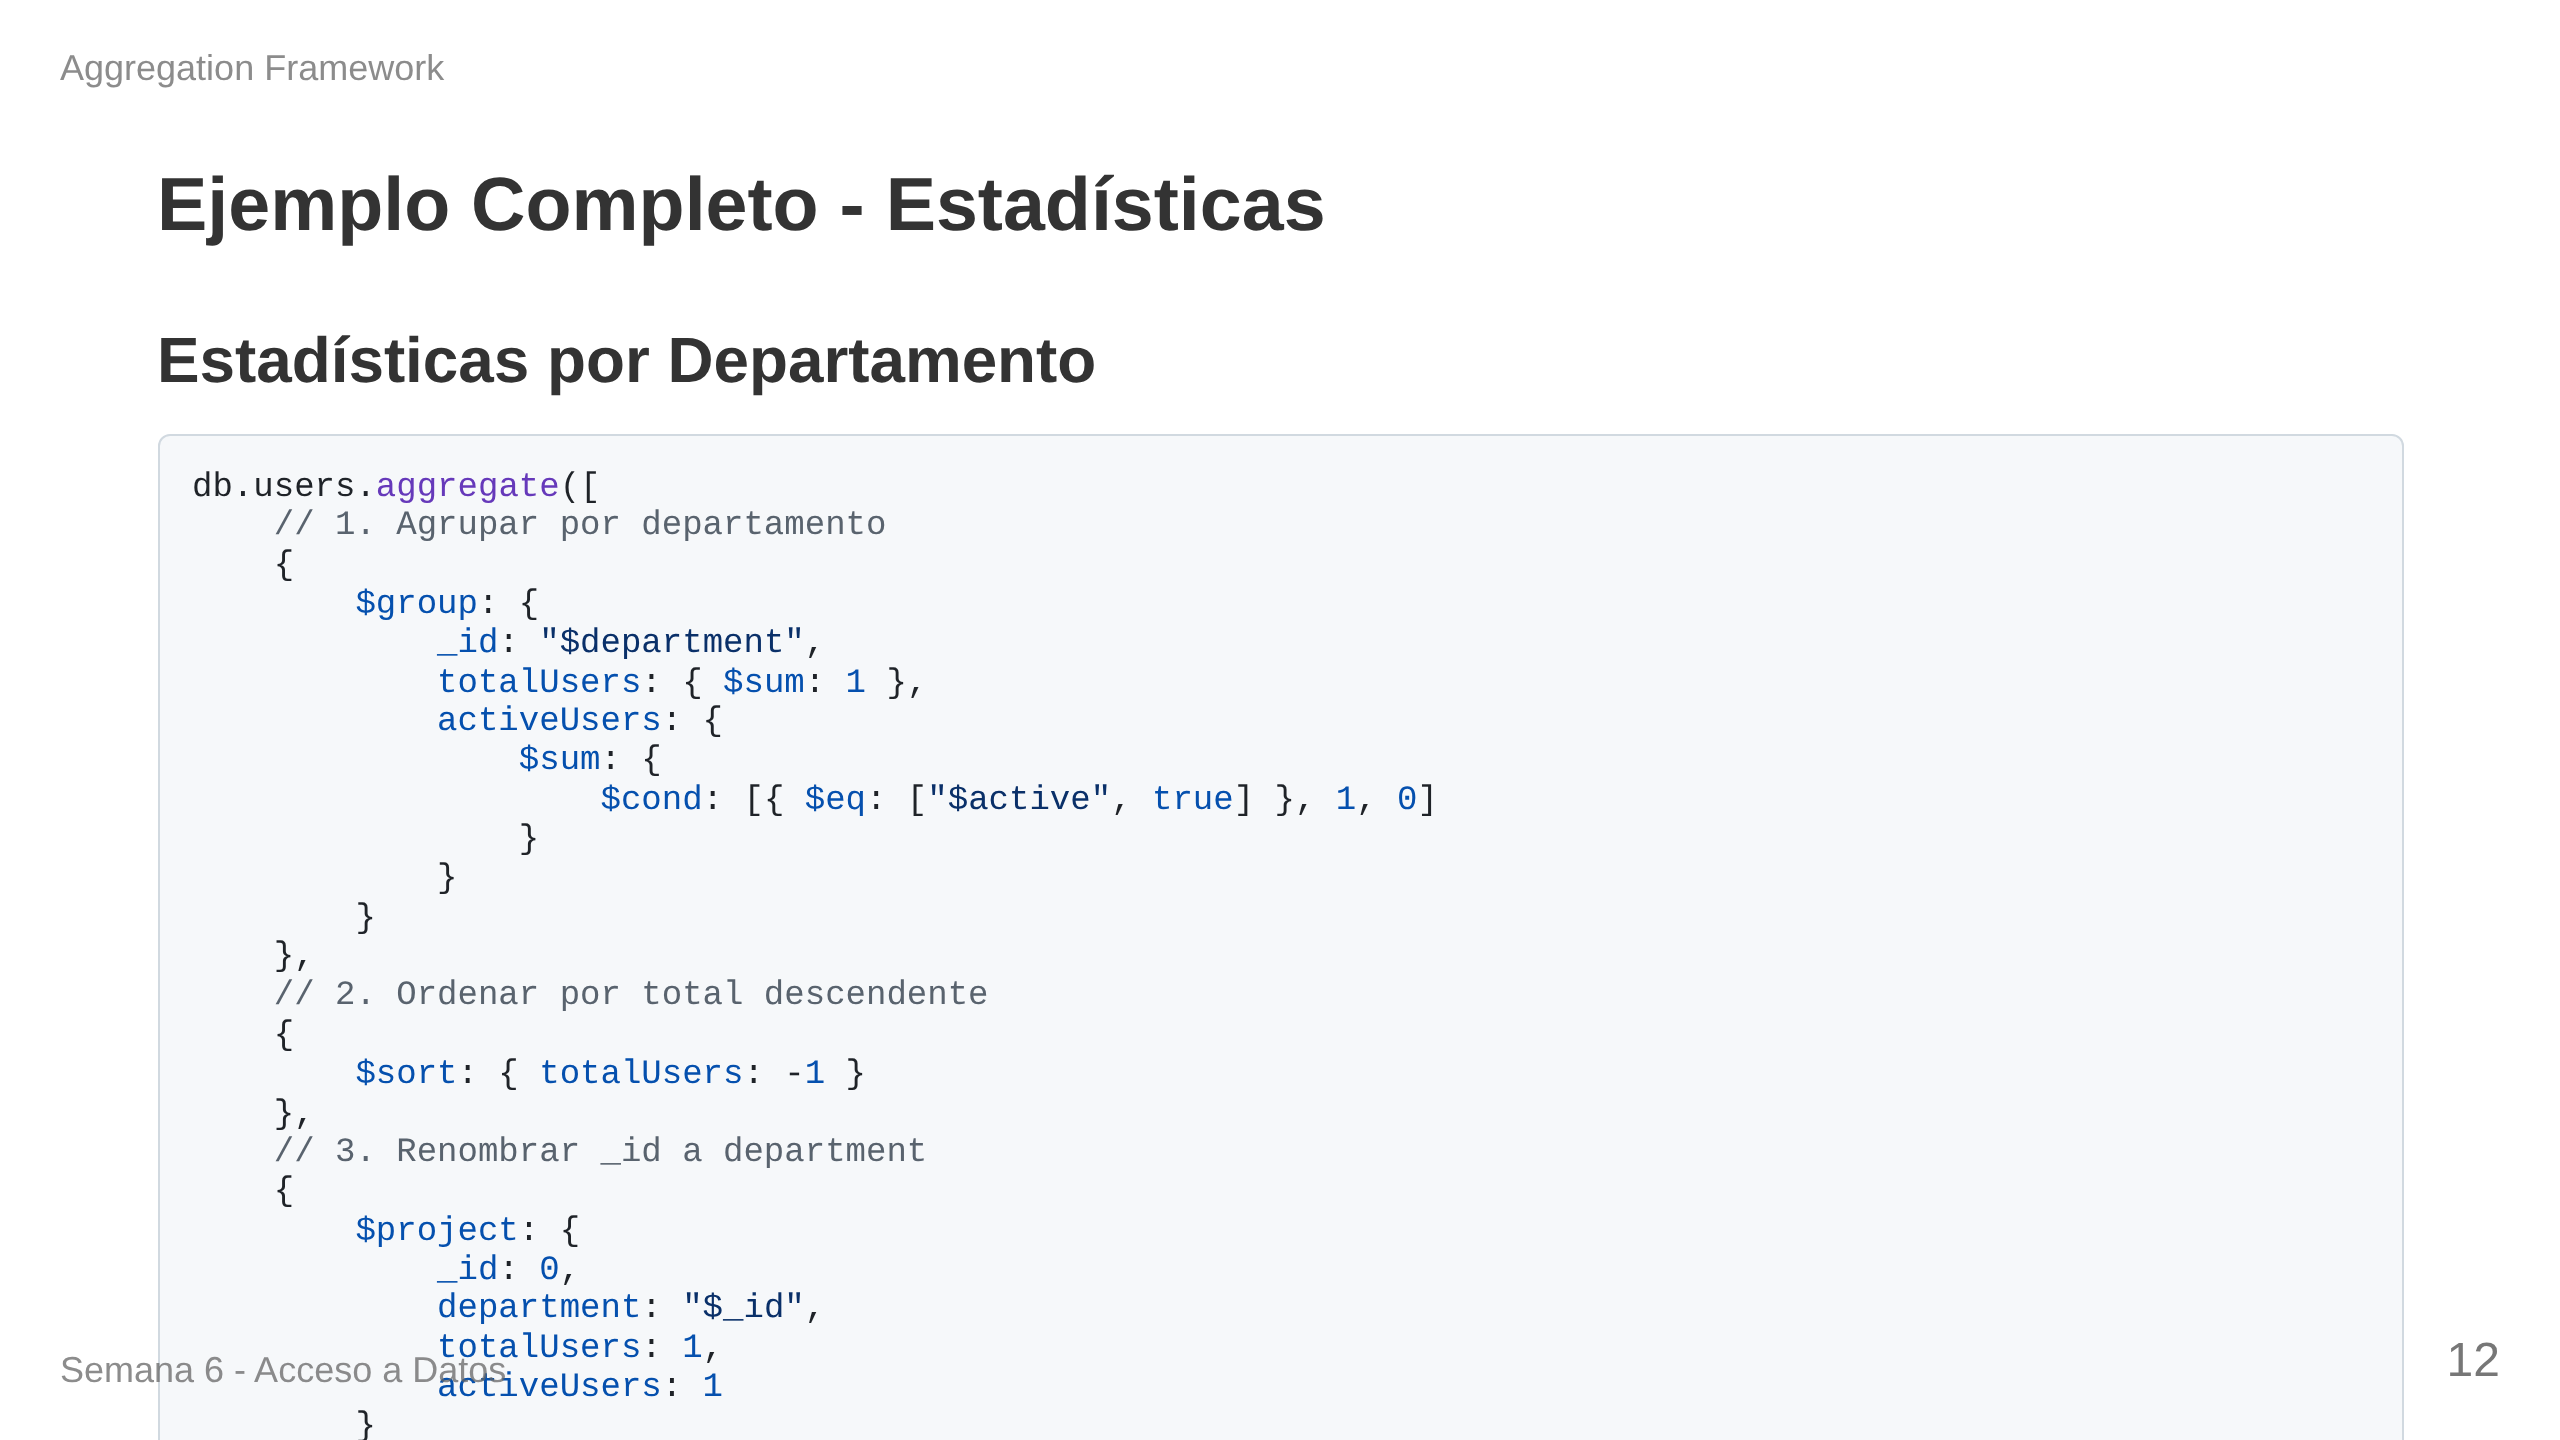 Aggregation Framework
Ejemplo Completo - Estadísticas
Estadísticas por Departamento
db.users.aggregate([
    // 1. Agrupar por departamento
    {
        $group: {
            _id: "$department",
            totalUsers: { $sum: 1 },
            activeUsers: {
                $sum: {
                    $cond: [{ $eq: ["$active", true] }, 1, 0]
                }
            }
        }
    },
    // 2. Ordenar por total descendente
    {
        $sort: { totalUsers: -1 }
    },
    // 3. Renombrar _id a department
    {
        $project: {
            _id: 0,
            department: "$_id",
            totalUsers: 1,
            activeUsers: 1
        }
Semana 6 - Acceso a Datos
12